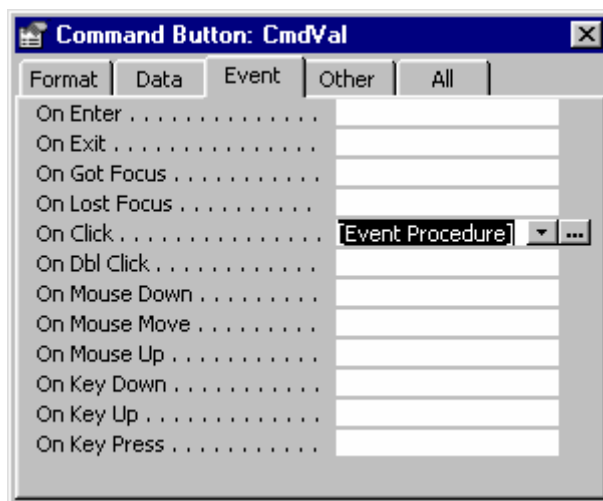 Command Button: CmdVal
Format Data Event Other All
On Enter . . . . . . . . . . . . . . .
On Exit . . . . . . . . . . . . . . . .
On Got Focus . . . . . . . . . . .
On Lost Focus . . . . . . . . . .
On Click . . . . . . . . . . . . . . . . [Event Procedure] ...
On Dbl Click . . . . . . . . . . . .
On Mouse Down . . . . . . . . .
On Mouse Move . . . . . . . . .
On Mouse Up . . . . . . . . . . .
On Key Down . . . . . . . . . . .
On Key Up . . . . . . . . . . . . .
On Key Press . . . . . . . . . . .